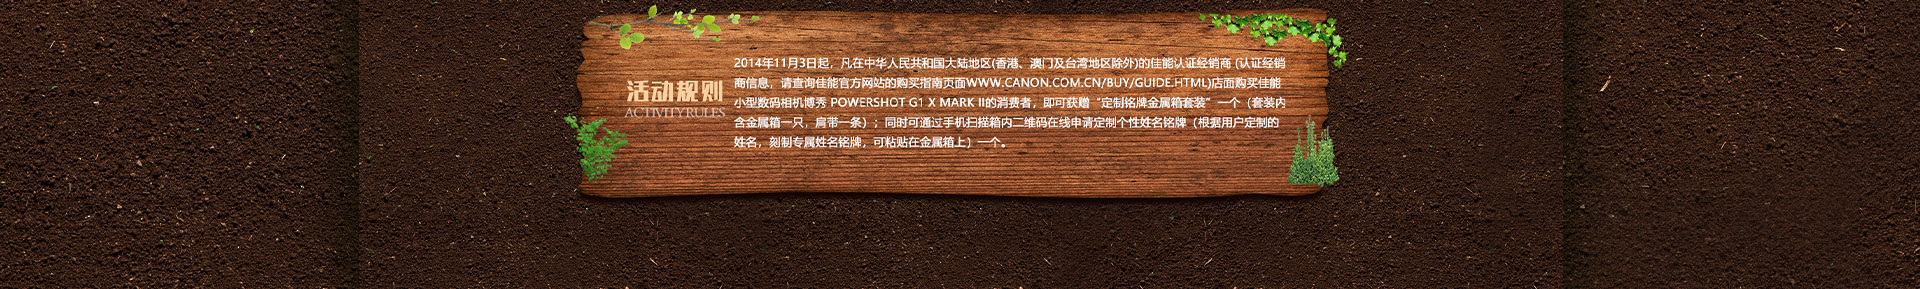 活动规则
ACTIVITYRULES
2014年11月3日起，凡在中华人民共和国大陆地区(香港、澳门及台湾地区除外)的佳能认证经销商 (认证经销
商信息，请查询佳能官方网站的购买指南页面WWW.CANON.COM.CN/BUY/GUIDE.HTML)店面购买佳能
小型数码相机博秀 POWERSHOT G1 X MARK II的消费者，即可获赠“定制铭牌金属箱套装”一个（套装内
含金属箱一只，肩带一条）；同时可通过手机扫描箱内二维码在线申请定制个性姓名铭牌（根据用户定制的
姓名，刻制专属姓名铭牌，可粘贴在金属箱上）一个。